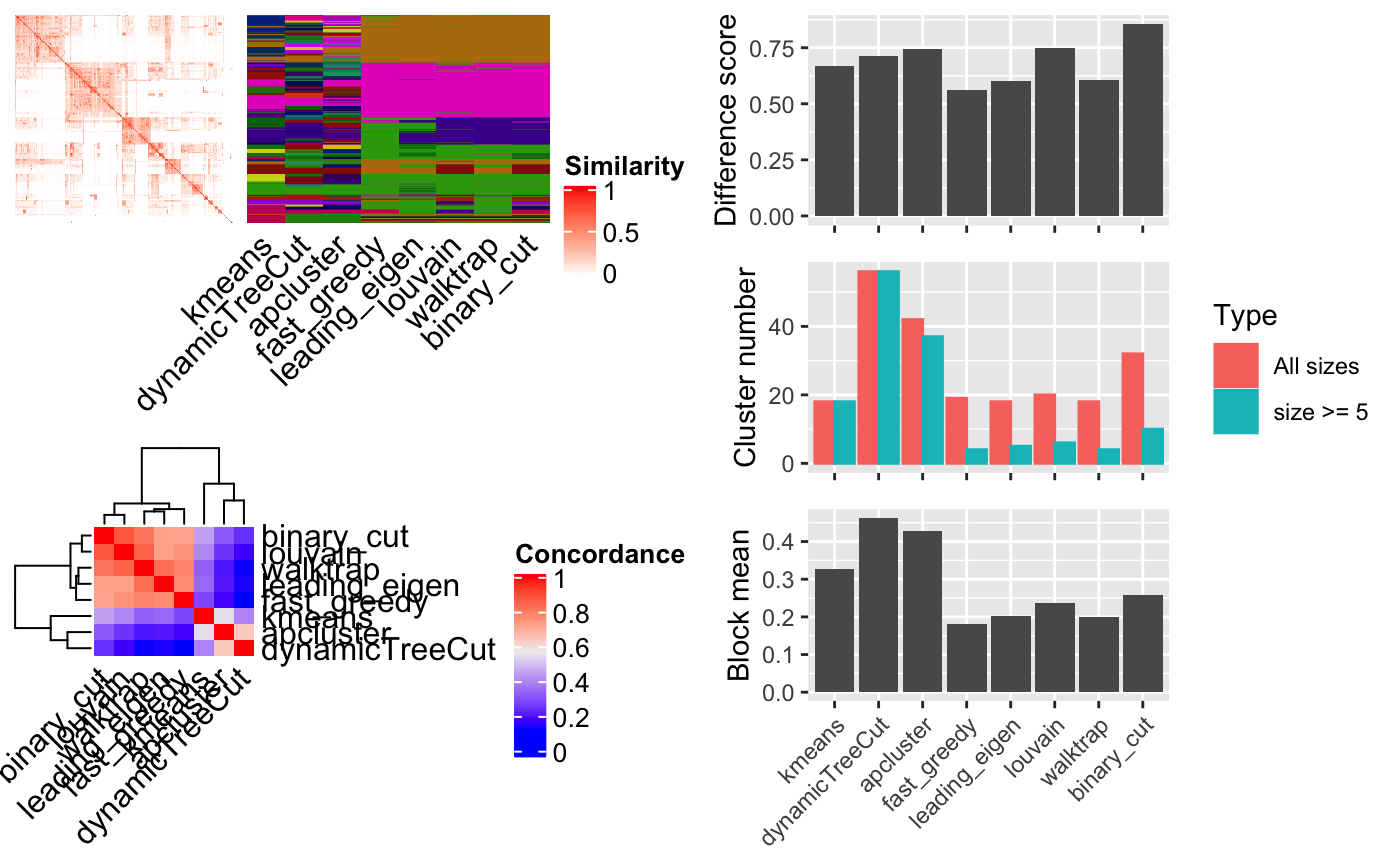 Similarity
1
0.5
0
kmeans
dynamicTreeCut
apcluster
fast_greedy
leading_eigen
louvain
walktrap
binary_cut
binary_cut
louvain
walktrap
leading_eigen
fast_greedy
kmeans
apcluster
dynamicTreeCut
Concordance
1
0.8
0.6
0.4
0.2
0
binary_cut
louvain
walktrap
leading_eigen
fast_greedy
kmeans
apcluster
dynamicTreeCut
Difference score
0.75
0.50
0.25
0.00
Cluster number
40
20
0
Type
All sizes
size >= 5
Block mean
0.4
0.3
0.2
0.1
0.0
kmeans
dynamicTreeCut
apcluster
fast_greedy
leading_eigen
louvain
walktrap
binary_cut